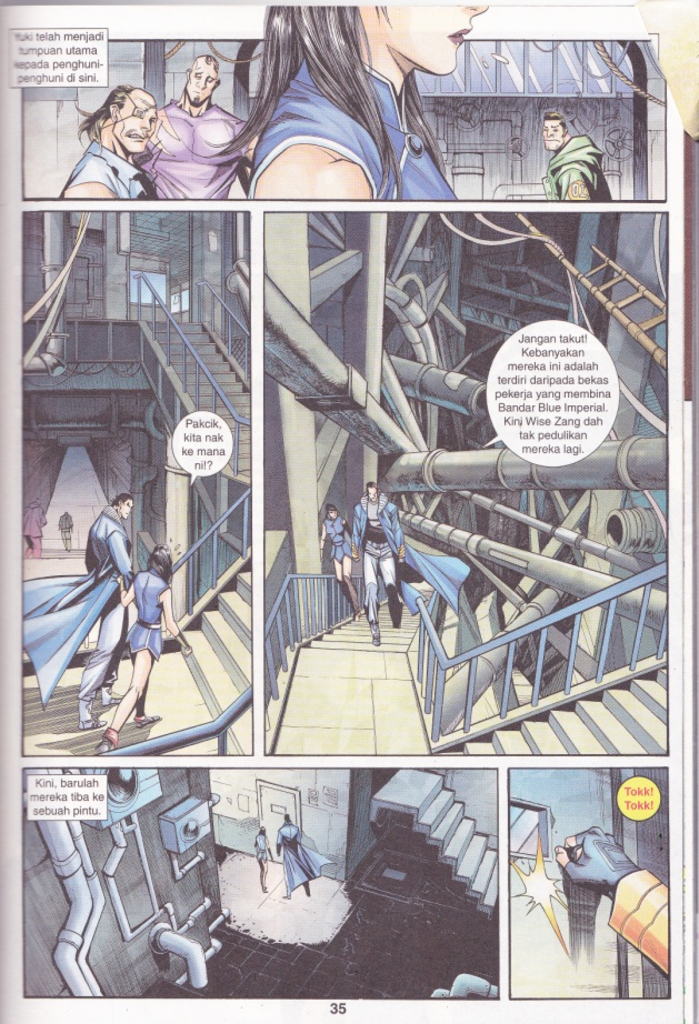 Yuki telah menjadi
tumpuan utama
kepada penghuni-
penghuni di sini.
Pakcik,
kita nak
ke mana
ni!?
Jangan takut!
Kebanyakan
mereka ini adalah
terdiri daripada bekas
pekerja yang membina
Bandar Blue Imperial.
Kini Wise Zang dah
tak pedulikan
mereka lagi.
Kini, barulah
mereka tiba ke
sebuah pintu.
Tokk!
Tokk!
35